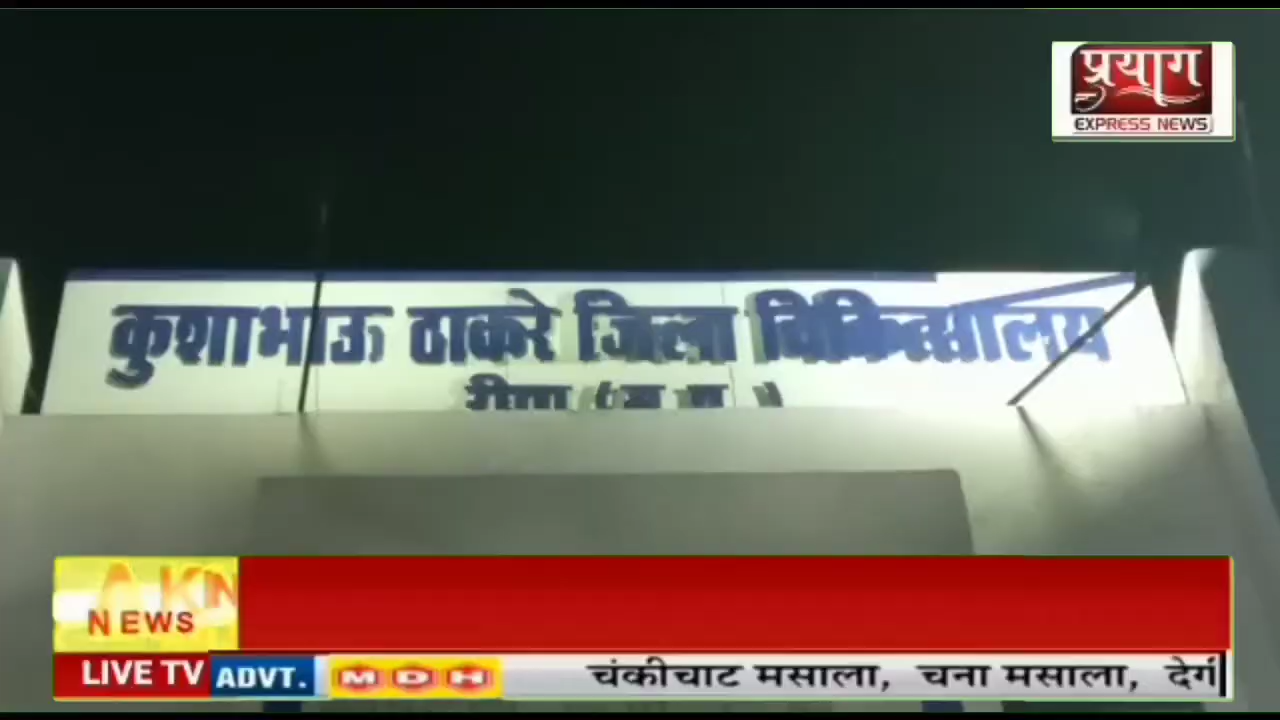 प्रयाग
EXPRESS NEWS
कुशाभाऊ ठाकरे जिला चिकित्सालय
NEWS
LIVE TV ADVT. MDH चंकीचाट मसाला, चना मसाला,